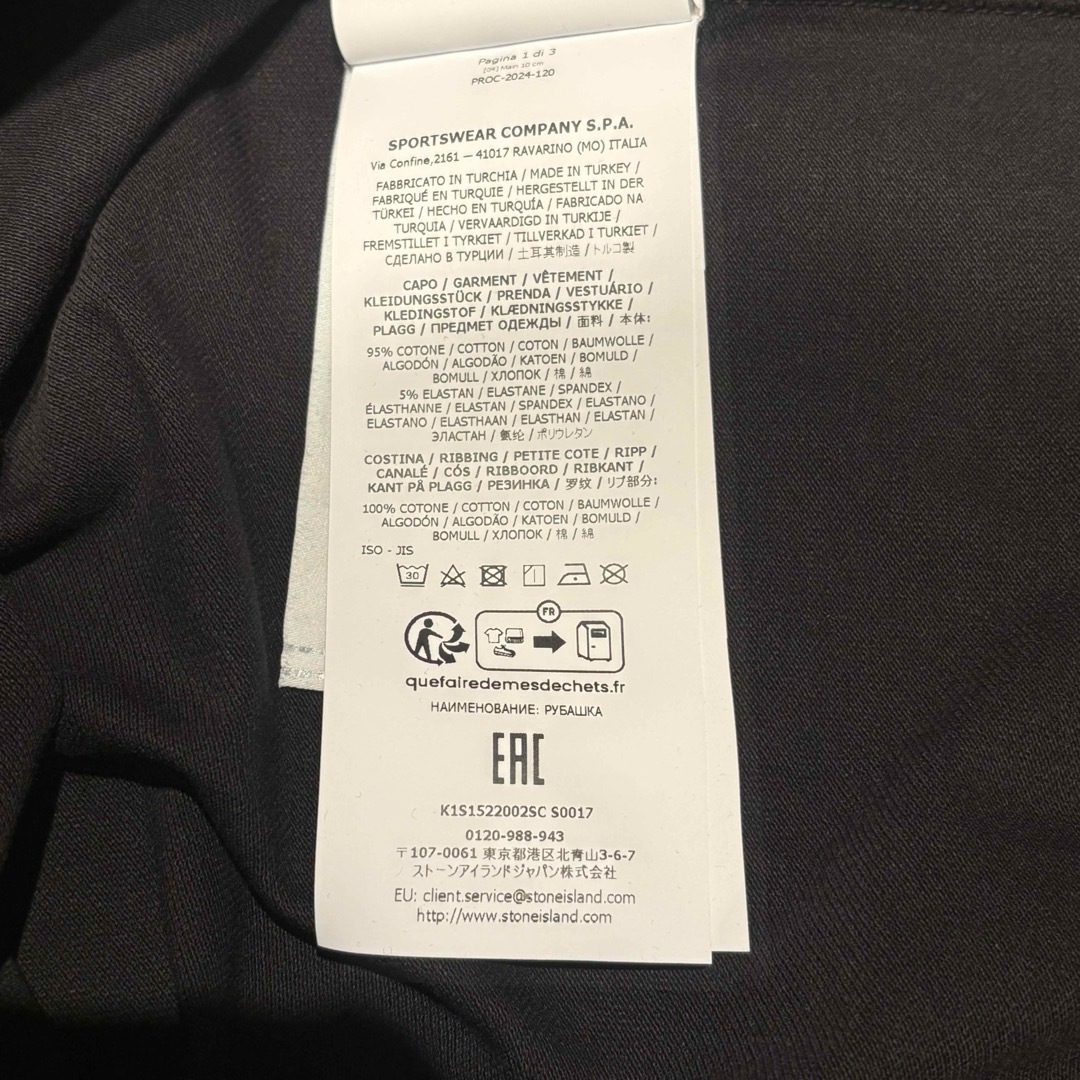 Pagina 1 di 3
[04] Main 10 cm
PROC-2024-120
SPORTSWEAR COMPANY S.P.A.
Via Confine,2161 — 41017 RAVARINO (MO) ITALIA
FABBRICATO IN TURCHIA / MADE IN TURKEY /
FABRIQUÉ EN TURQUIE / HERGESTELLT IN DER
TÜRKEI / HECHO EN TURQUÍA / FABRICADO NA
TURQUIA / VERVAARDIGD IN TURKIJE /
FREMSTILLET I TYRKIET / TILLVERKAD I TURKIET /
СДЕЛАНО В ТУРЦИИ / 土耳其制造 / トルコ製
CAPO / GARMENT / VÊTEMENT /
KLEIDUNGSSTÜCK / PRENDA / VESTUÁRIO /
KLEDINGSTOF / KLÆDNINGSSTYKKE /
PLAGG / ПРЕДМЕТ ОДЕЖДЫ / 面料 / 本体:
95% COTONE / COTTON / COTON / BAUMWOLLE /
ALGODÓN / ALGODÃO / KATOEN / BOMULD /
BOMULL / ХЛОПОК / 棉 / 綿
5% ELASTAN / ELASTANE / SPANDEX /
ÉLASTHANNE / ELASTAN / SPANDEX / ELASTANO /
ELASTANO / ELASTHAAN / ELASTHAN / ELASTAN /
ЭЛАСТАН / 氨纶 / ポリウレタン
COSTINA / RIBBING / PETITE COTE / RIPP /
CANALÉ / CÓS / RIBBOORD / RIBKANT /
KANT PÅ PLAGG / РЕЗИНКА / 罗纹 / リブ部分:
100% COTONE / COTTON / COTON / BAUMWOLLE /
ALGODÓN / ALGODÃO / KATOEN / BOMULD /
BOMULL / ХЛОПОК / 棉 / 綿
ISO - JIS
30
FR
quefairedemesdechets.fr
НАИМЕНОВАНИЕ: РУБАШКА
EAC
K1S1522002SC S0017
0120-988-943
〒107-0061 東京都港区北青山3-6-7
ストーンアイランドジャパン株式会社
EU: client.service@stoneisland.com
http://www.stoneisland.com